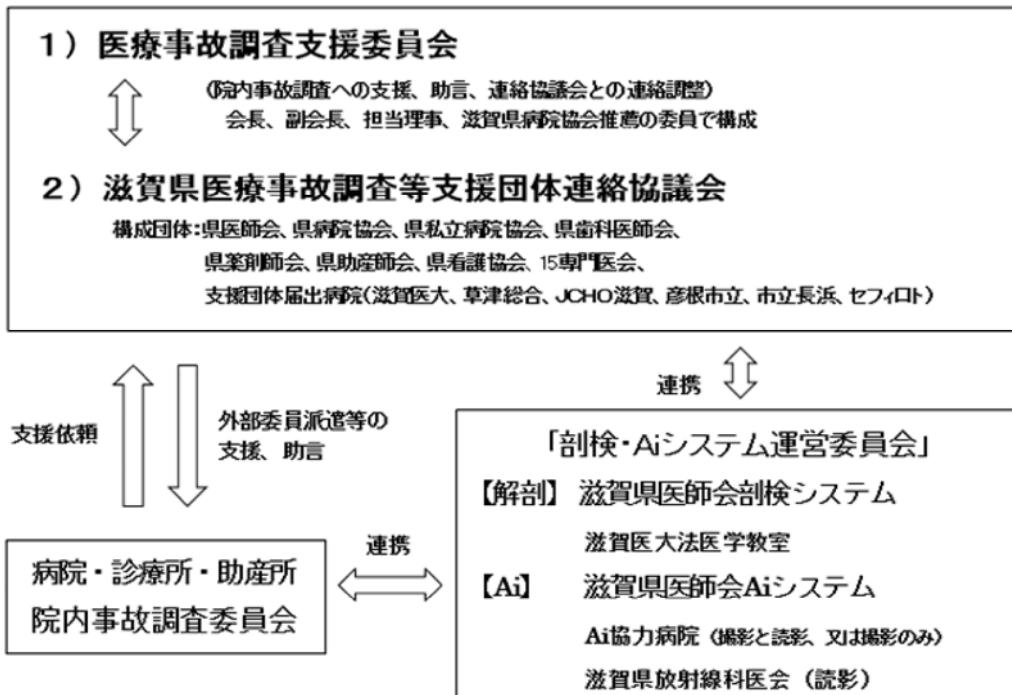 1）医療事故調査支援委員会
（院内事故調査への支援、助言、連絡協議会との連絡調整）
会長、副会長、担当理事、滋賀県病院協会推薦の委員で構成
2）滋賀県医療事故調査等支援団体連絡協議会
構成団体：県医師会、県病院協会、県私立病院協会、県歯科医師会、
県薬剤師会、県助産師会、県看護協会、15専門医会、
支援団体届出病院（滋賀医大、草津総合、JCHO滋賀、彦根市立、市立長浜、セフィロト）
支援依頼
外部委員派遣等の
支援、助言
連携
「剖検・Aiシステム運営委員会」
【解剖】 滋賀県医師会剖検システム
滋賀医大法医学教室
【Ai】 滋賀県医師会Aiシステム
Ai協力病院（撮影と読影、又は撮影のみ）
滋賀県放射線科医会（読影）
連携
病院・診療所・助産所
院内事故調査委員会